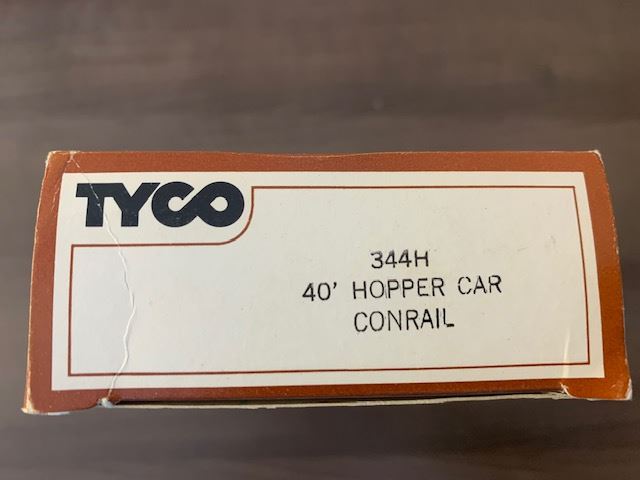 TYCO
344H
40' HOPPER CAR
CONRAIL